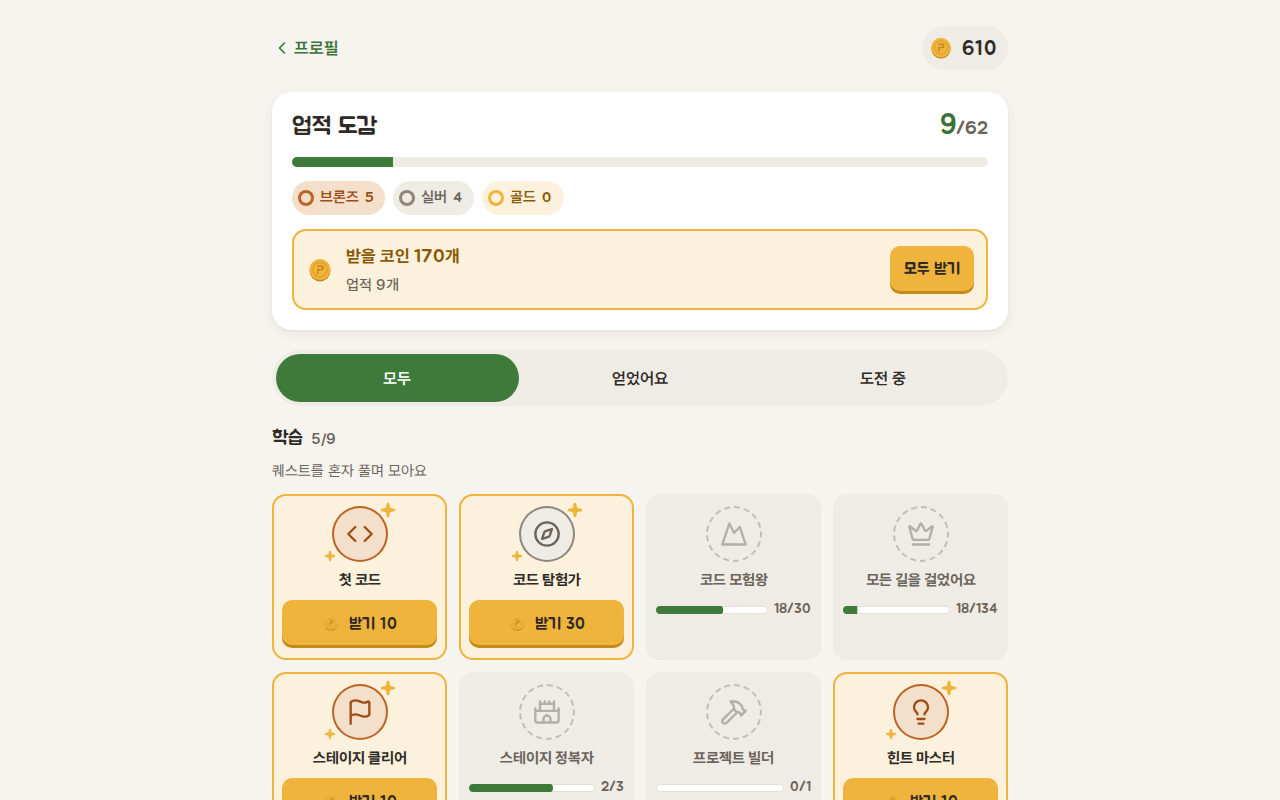 프로필
610
업적 도감
9/62
브론즈 5
실버 4
골드 0
받을 코인 170개
업적 9개
모두 받기
모두
얻었어요
도전 중
학습 5/9
퀘스트를 혼자 풀며 모아요
첫 코드
코드 탐험가
코드 모험왕
모든 길을 걸었어요
받기 10
받기 30
18/30
18/134
스테이지 클리어
스테이지 정복자
프로젝트 빌더
힌트 마스터
받기 10
2/3
0/1
받기 10